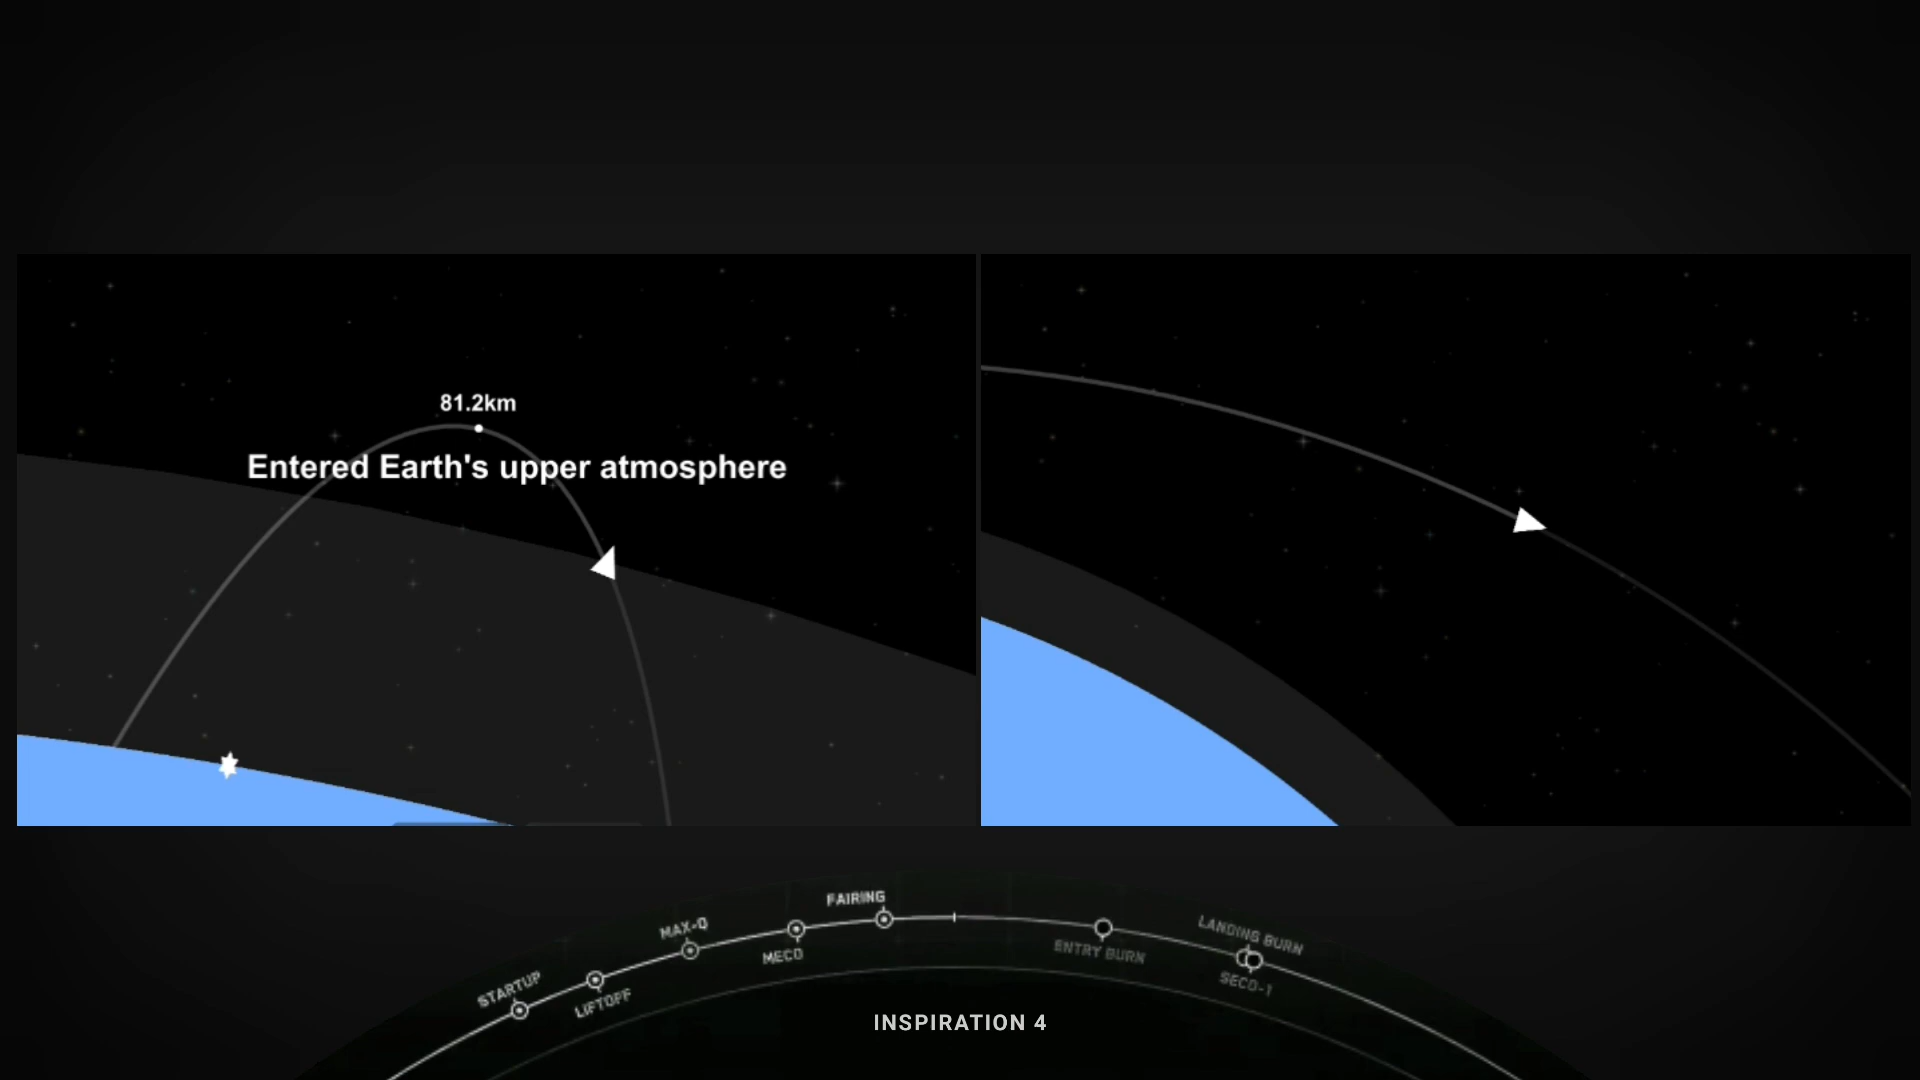 81.2km
Entered Earth's upper atmosphere
FAIRING
MAX-Q
LANDING BURN
MECO
ENTRY BURN
STARTUP
LIFTOFF
SECO-1
INSPIRATION 4